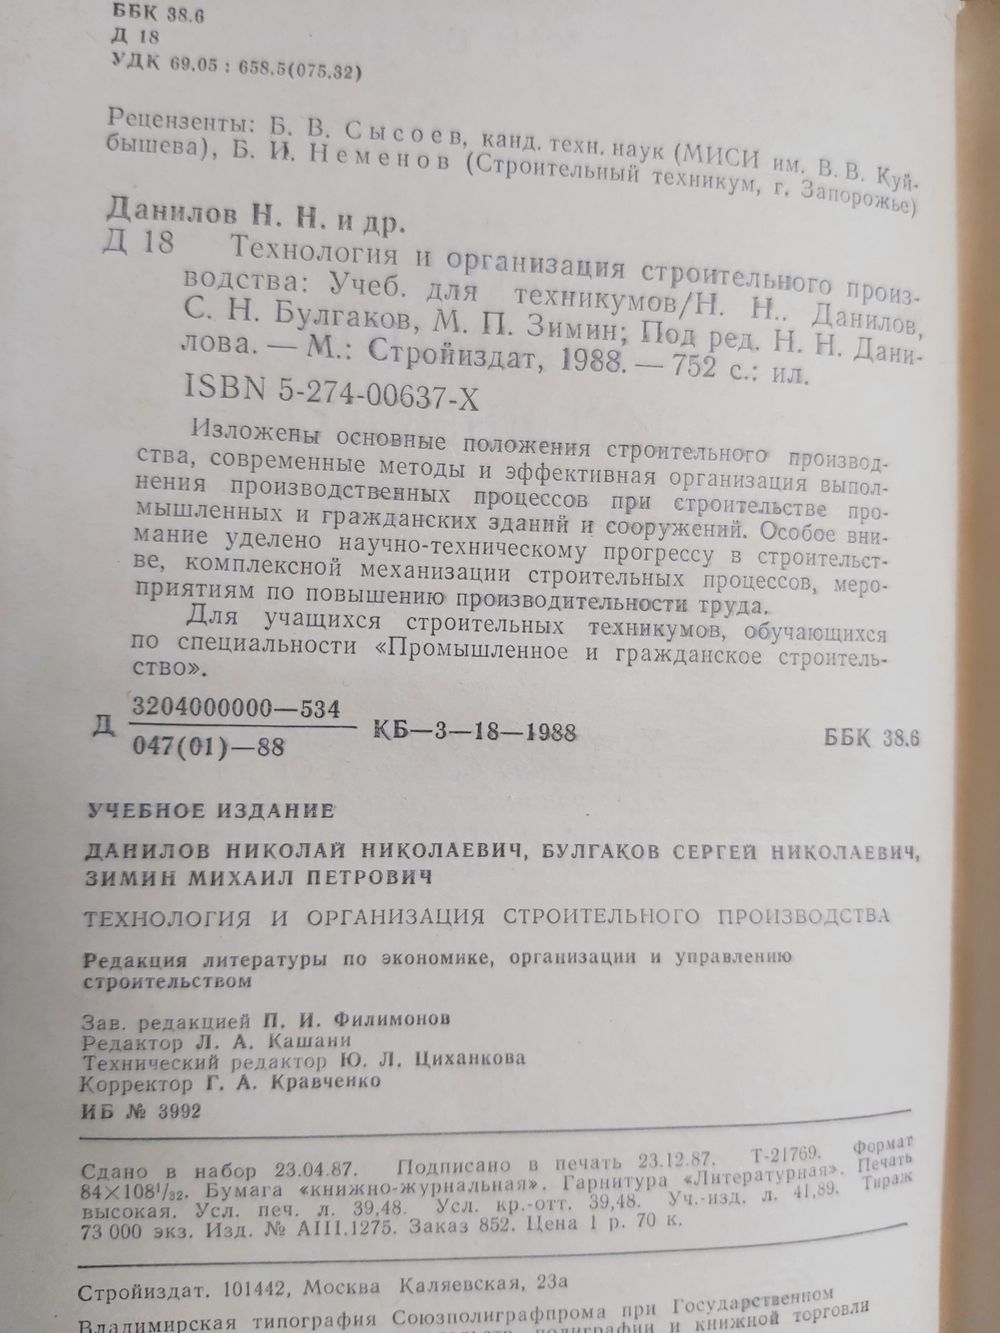 ББК 38.6
Д 18
УДК 69.05 : 658.5(075.32)
Рецензенты: Б. В. Сысоев, канд. техн. наук (МИСИ им. В. В. Куй-
бышева), Б. И. Неменов (Строительный техникум, г. Запорожье)
Данилов Н. Н. и др.
Д 18 Технология и организация строительного произ-
водства: Учеб. для техникумов/Н. Н.. Данилов,
С. Н. Булгаков, М. П. Зимин; Под ред. Н. Н. Дани-
лова. — М.: Стройиздат, 1988. — 752 с.: ил.
ISBN 5-274-00637-X
Изложены основные положения строительного производ-
ства, современные методы и эффективная организация выпол-
нения производственных процессов при строительстве про-
мышленных и гражданских зданий и сооружений. Особое вни-
мание уделено научно-техническому прогрессу в строительст-
ве, комплексной механизации строительных процессов, меро-
приятиям по повышению производительности труда.
Для учащихся строительных техникумов, обучающихся
по специальности «Промышленное и гражданское строитель-
ство».
Д 3204000000—534
047(01)—88 КБ—3—18—1988 ББК 38.6
УЧЕБНОЕ ИЗДАНИЕ
ДАНИЛОВ НИКОЛАЙ НИКОЛАЕВИЧ, БУЛГАКОВ СЕРГЕЙ НИКОЛАЕВИЧ,
ЗИМИН МИХАИЛ ПЕТРОВИЧ
ТЕХНОЛОГИЯ И ОРГАНИЗАЦИЯ СТРОИТЕЛЬНОГО ПРОИЗВОДСТВА
Редакция литературы по экономике, организации и управлению
строительством
Зав. редакцией П. И. Филимонов
Редактор Л. А. Кашани
Технический редактор Ю. Л. Циханкова
Корректор Г. А. Кравченко
ИБ № 3992
Сдано в набор 23.04.87. Подписано в печать 23.12.87. Т-21769. Формат
84×108¹/₃₂. Бумага «книжно-журнальная». Гарнитура «Литературная». Печать
высокая. Усл. печ. л. 39,48. Усл. кр.-отт. 39,48. Уч.-изд. л. 41,89. Тираж
73 000 экз. Изд. № АIII.1275. Заказ 852. Цена 1 р. 70 к.
Стройиздат. 101442, Москва Каляевская, 23а
Владимирская типография Союзполиграфпрома при Государственном
полиграфии и книжной торговли